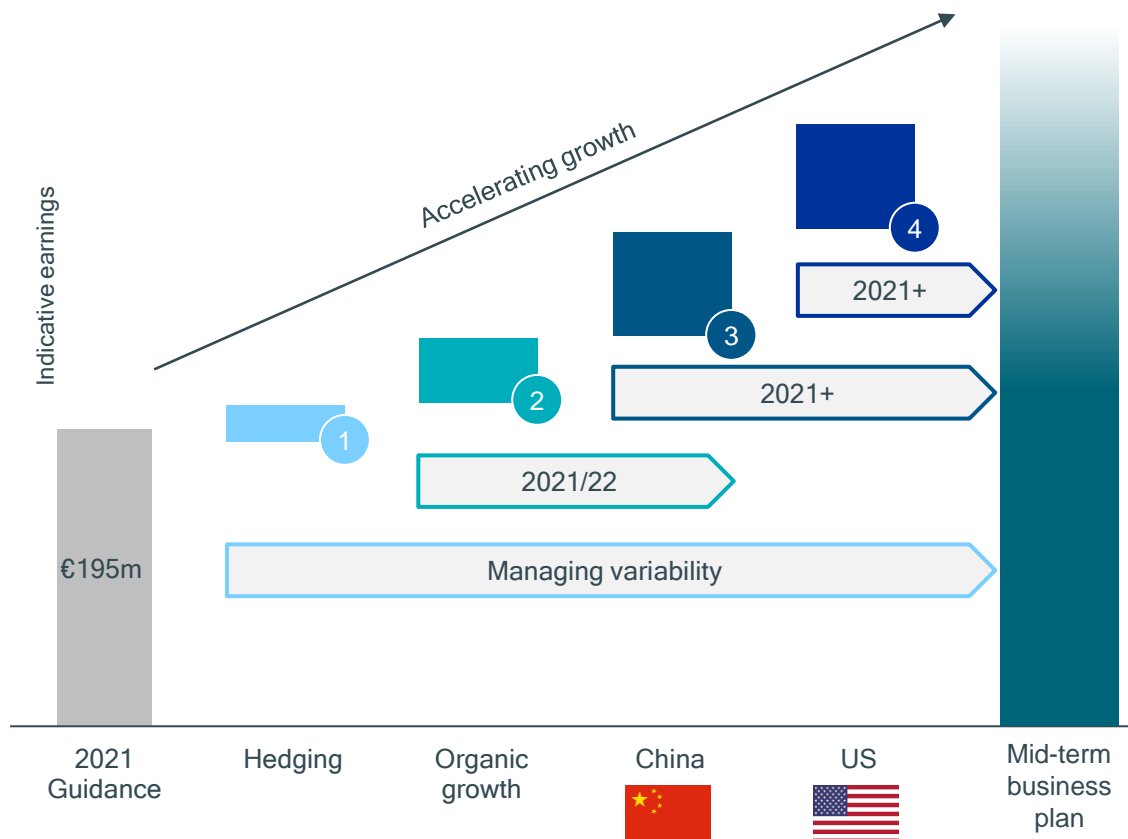 Indicative earnings
Accelerating growth
4
2021+
3
2021+
2
2021/22
1
Managing variability
€195m
2021
Guidance
Hedging
Organic
growth
China
US
Mid-term
business
plan